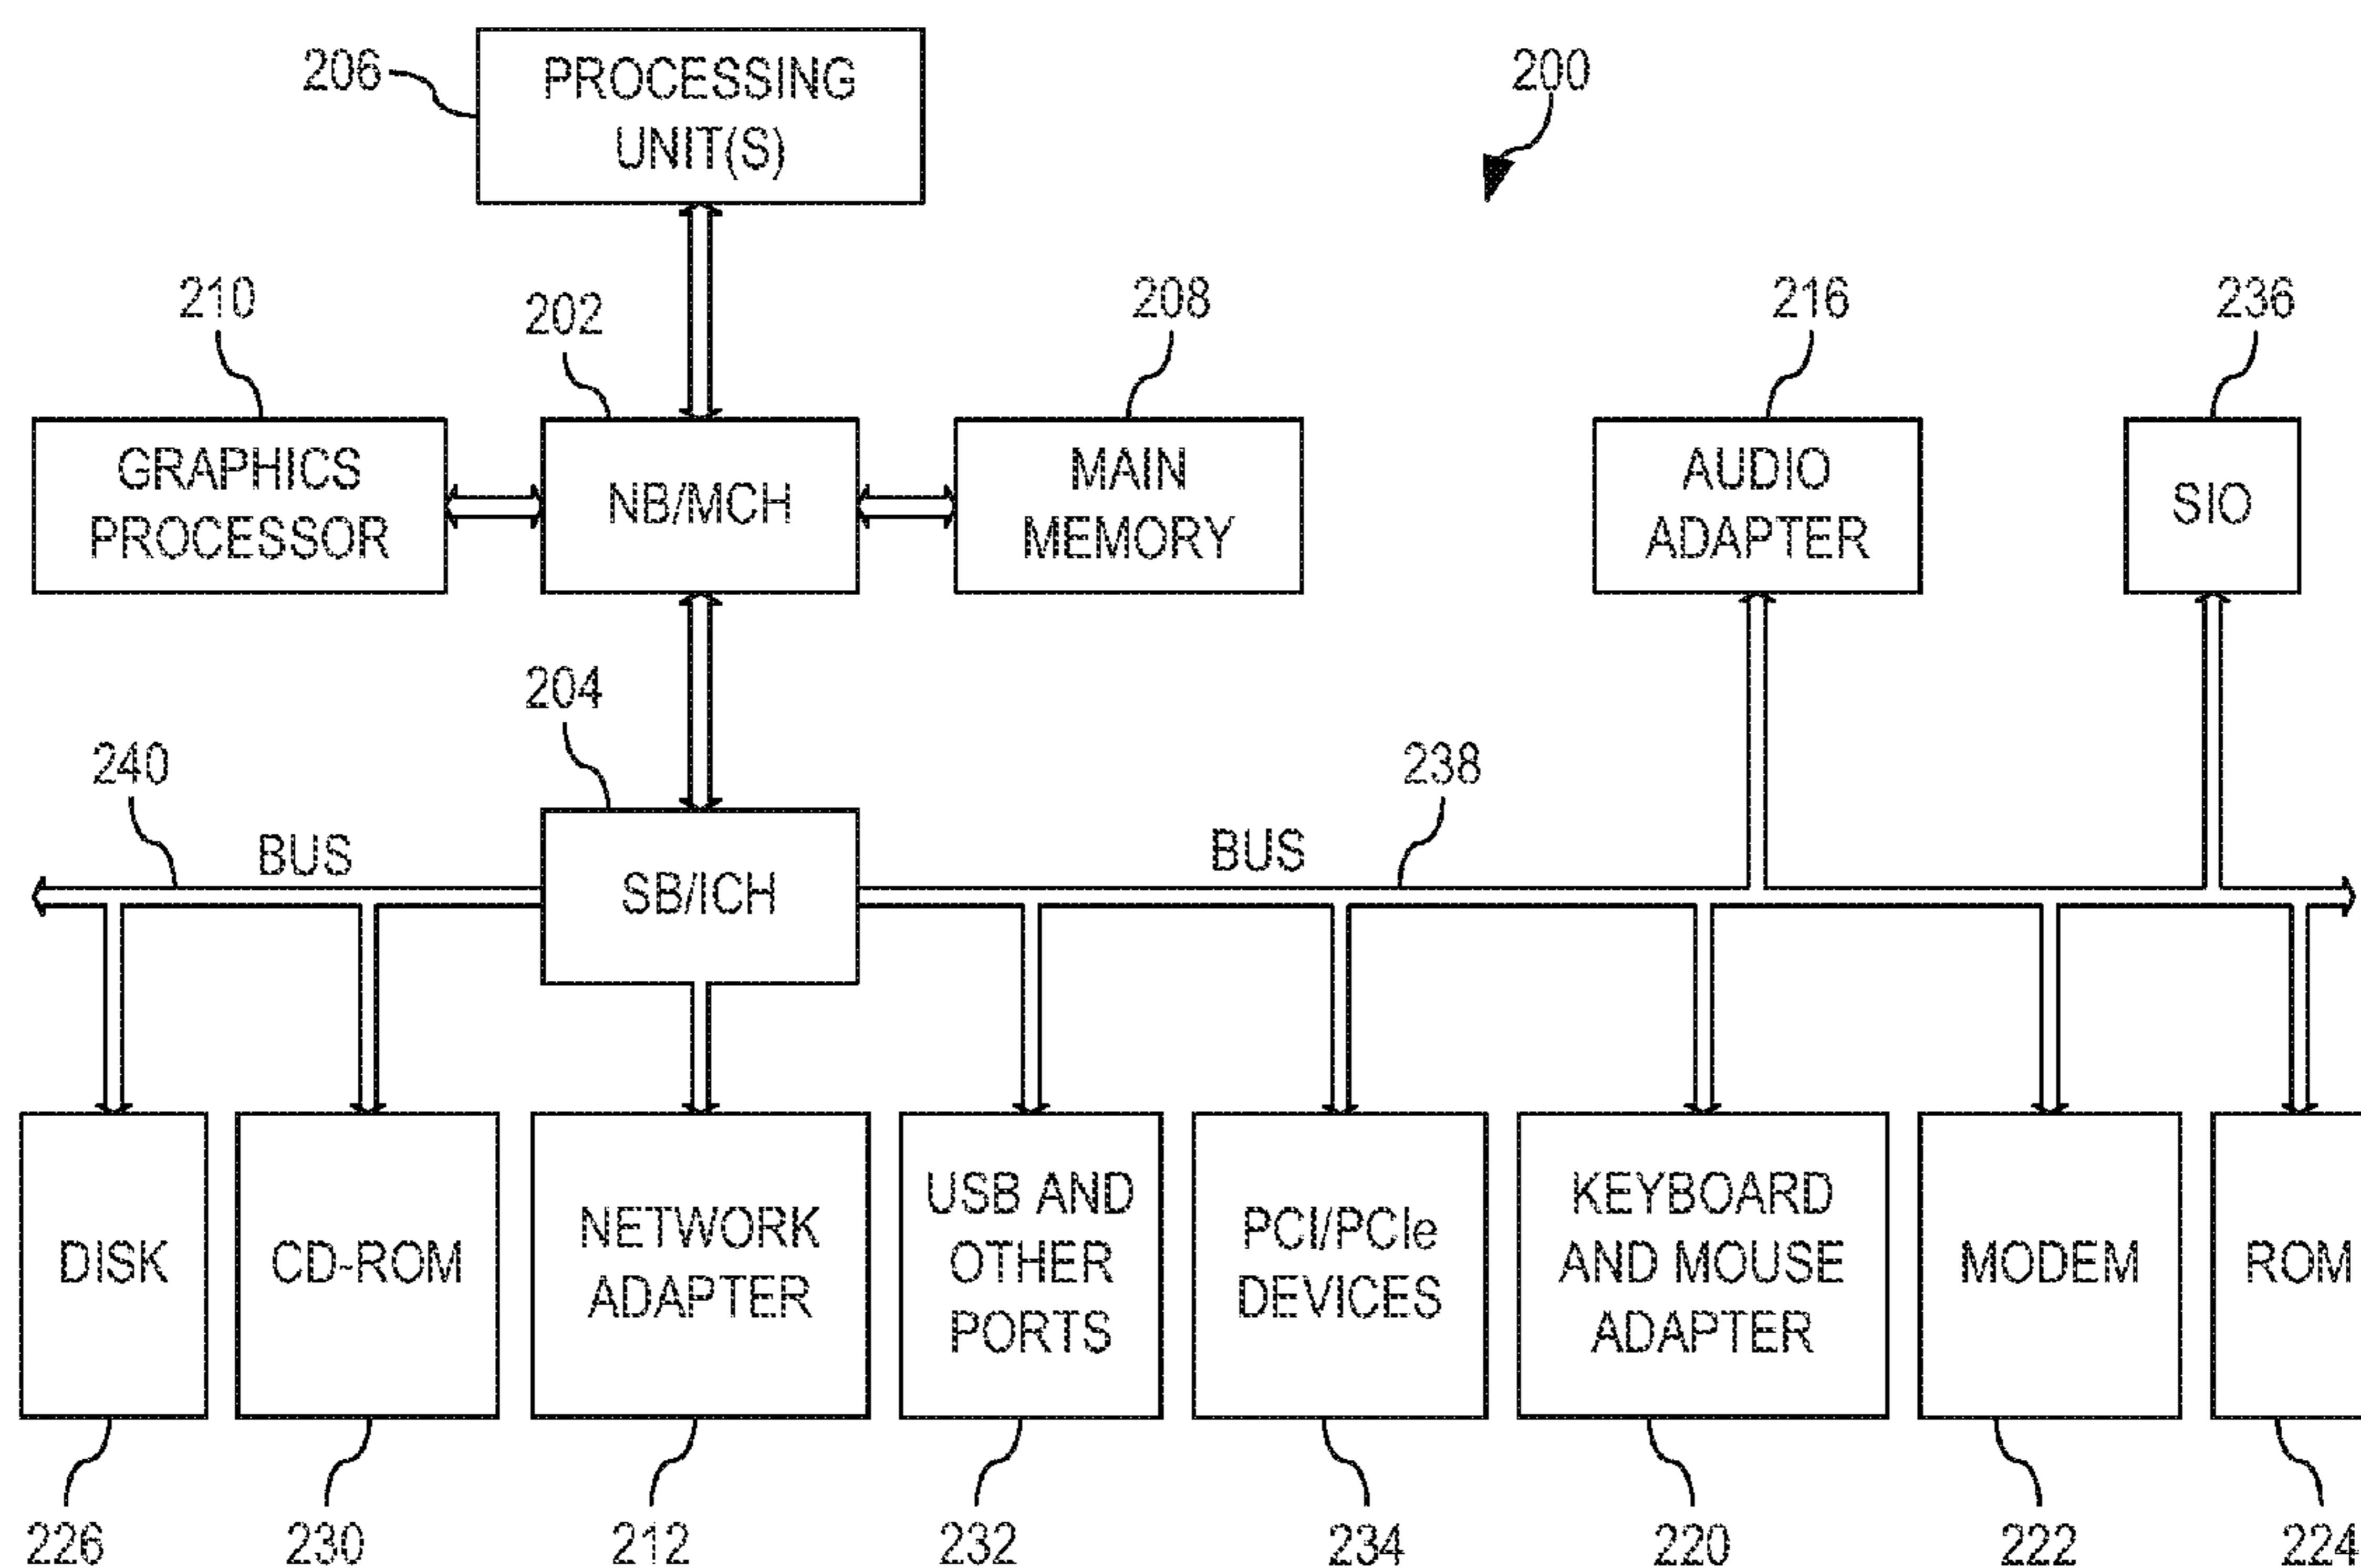 206
PROCESSING
UNIT(S)
200
210
202
208
216
236
GRAPHICS
PROCESSOR
NB/MCH
MAIN
MEMORY
AUDIO
ADAPTER
SIO
204
240
238
BUS
BUS
SB/ICH
DISK
CD-ROM
NETWORK
ADAPTER
USB AND
OTHER
PORTS
PCI/PCIe
DEVICES
KEYBOARD
AND MOUSE
ADAPTER
MODEM
ROM
226
230
212
232
234
220
222
224